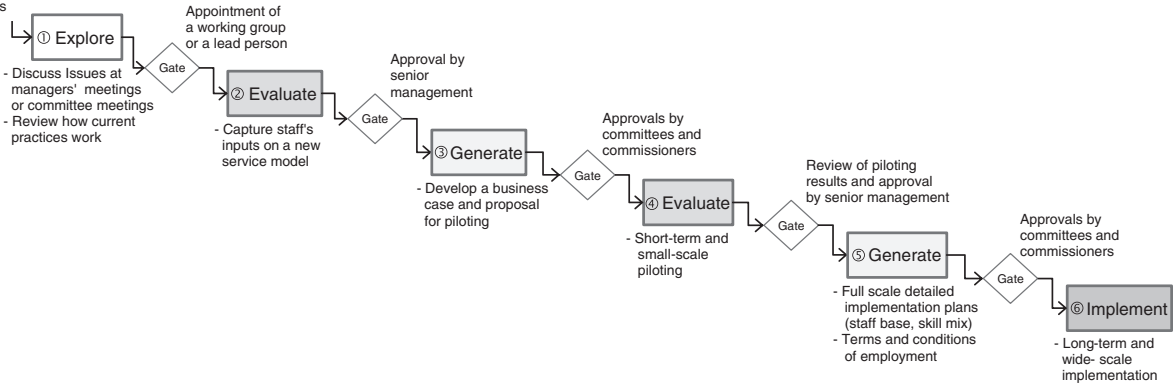 s
① Explore
- Discuss Issues at
managers' meetings
or committee meetings
- Review how current
practices work
Gate
Appointment of
a working group
or a lead person
② Evaluate
- Capture staff's
inputs on a new
service model
Gate
Approval by
senior
management
③ Generate
- Develop a business
case and proposal
for piloting
Gate
Approvals by
committees and
commissioners
④ Evaluate
- Short-term and
small-scale
piloting
Gate
Review of piloting
results and approval
by senior management
⑤ Generate
- Full scale detailed
implementation plans
(staff base, skill mix)
- Terms and conditions
of employment
Gate
Approvals by
committees and
commissioners
⑥ Implement
- Long-term and
wide- scale
implementation